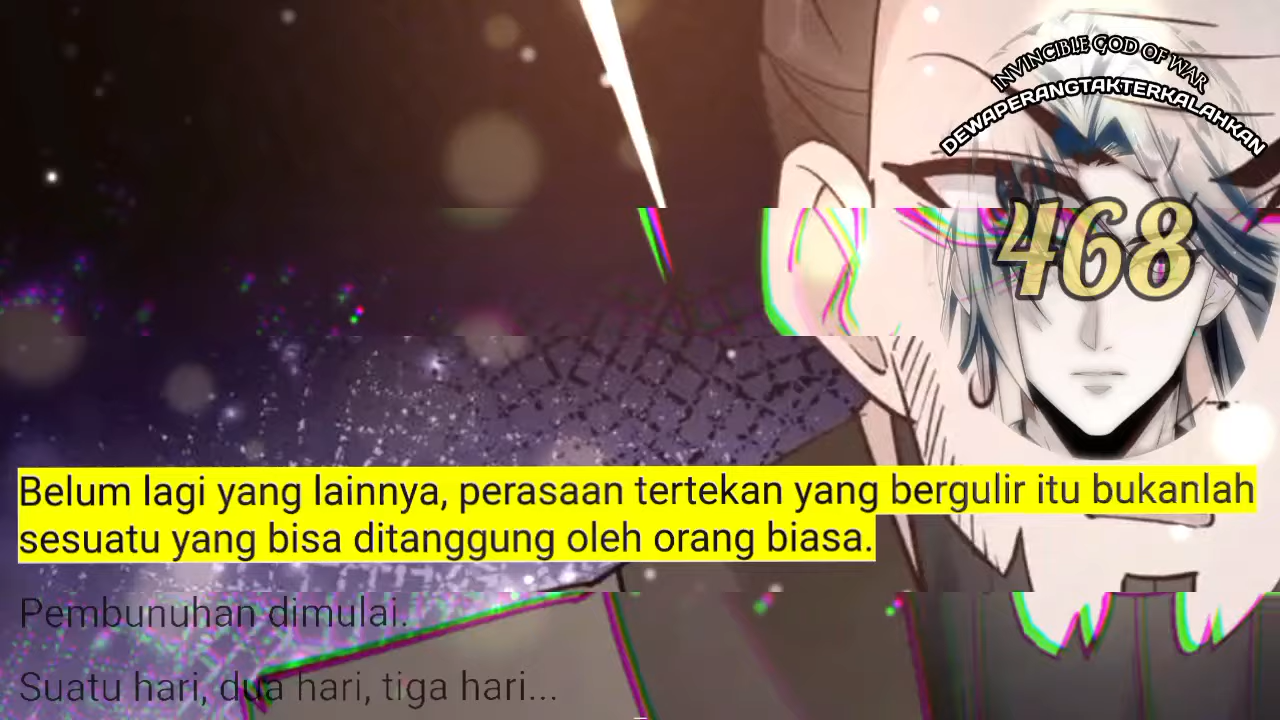 INVINCIBLE GOD OF WAR
DEWAPERANGTAKTERKALAHKAN
468
Belum lagi yang lainnya, perasaan tertekan yang bergulir itu bukanlah
sesuatu yang bisa ditanggung oleh orang biasa.
Pembunuhan dimulai.
Suatu hari, dua hari, tiga hari...